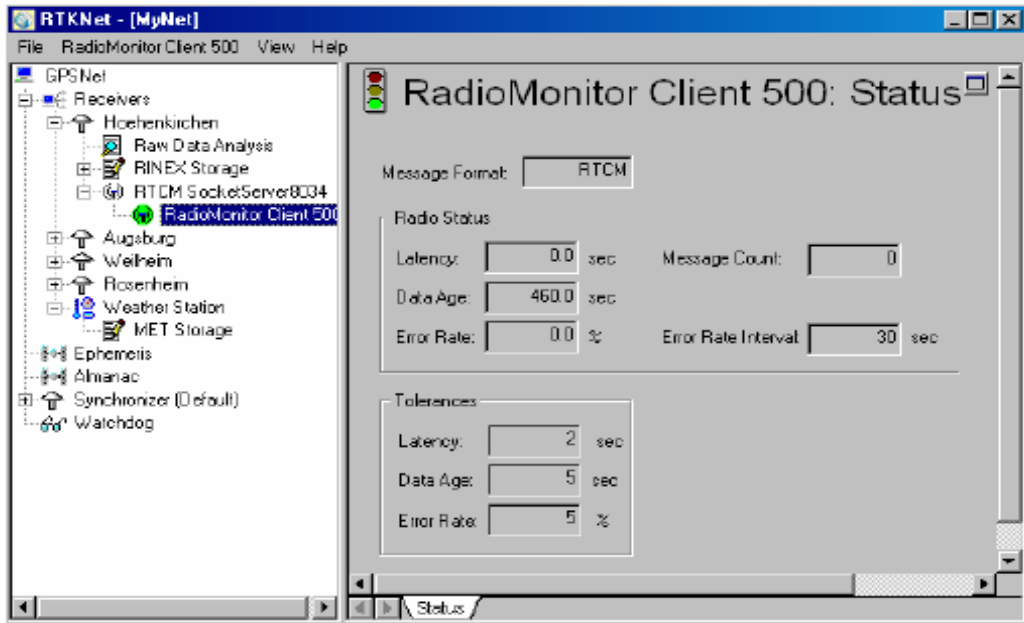 RTKNet - [MyNet]
File RadioMonitor Client 500 View Help
GPSNet
Receivers
Hoehenkirchen
Raw Data Analysis
RINEX Storage
RTCM SocketServer8034
RadioMonitor Client 500
Augsburg
Weilheim
Rosenheim
Weather Station
MET Storage
Ephemeris
Almanac
Synchronizer (Default)
Watchdog
RadioMonitor Client 500: Status
Message Format: RTCM
Radio Status
Latency: 0.0 sec Message Count: 0
Data Age: 460.0 sec
Error Rate: 0.0 % Error Rate Interval: 30 sec
Tolerances
Latency: 2 sec
Data Age: 5 sec
Error Rate: 5 %
Status